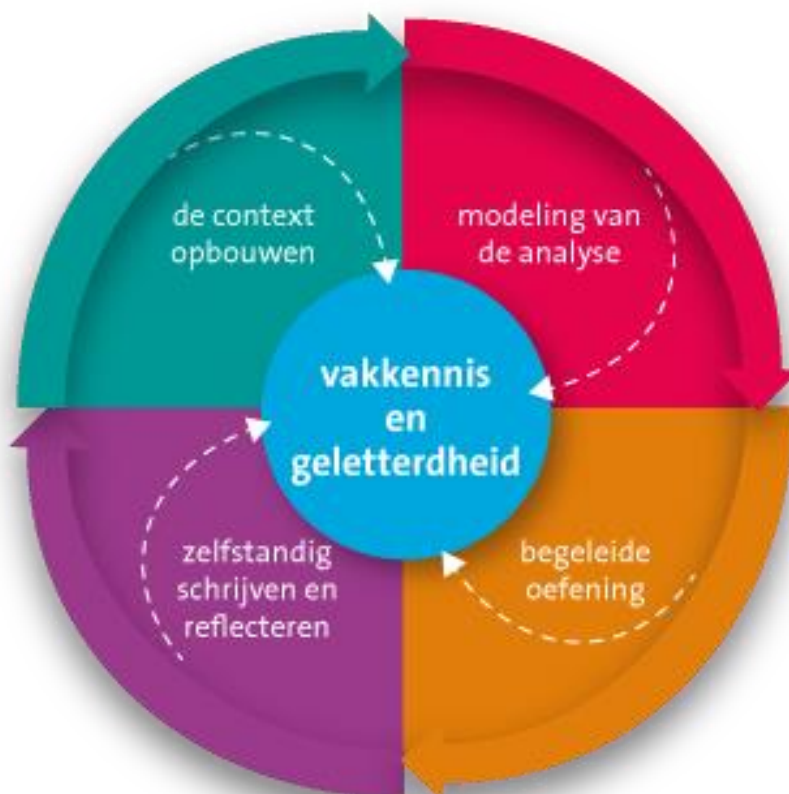 de context
opbouwen
modeling van
de analyse
vakkennis
en
geletterdheid
zelfstandig
schrijven en
reflecteren
begeleide
oefening